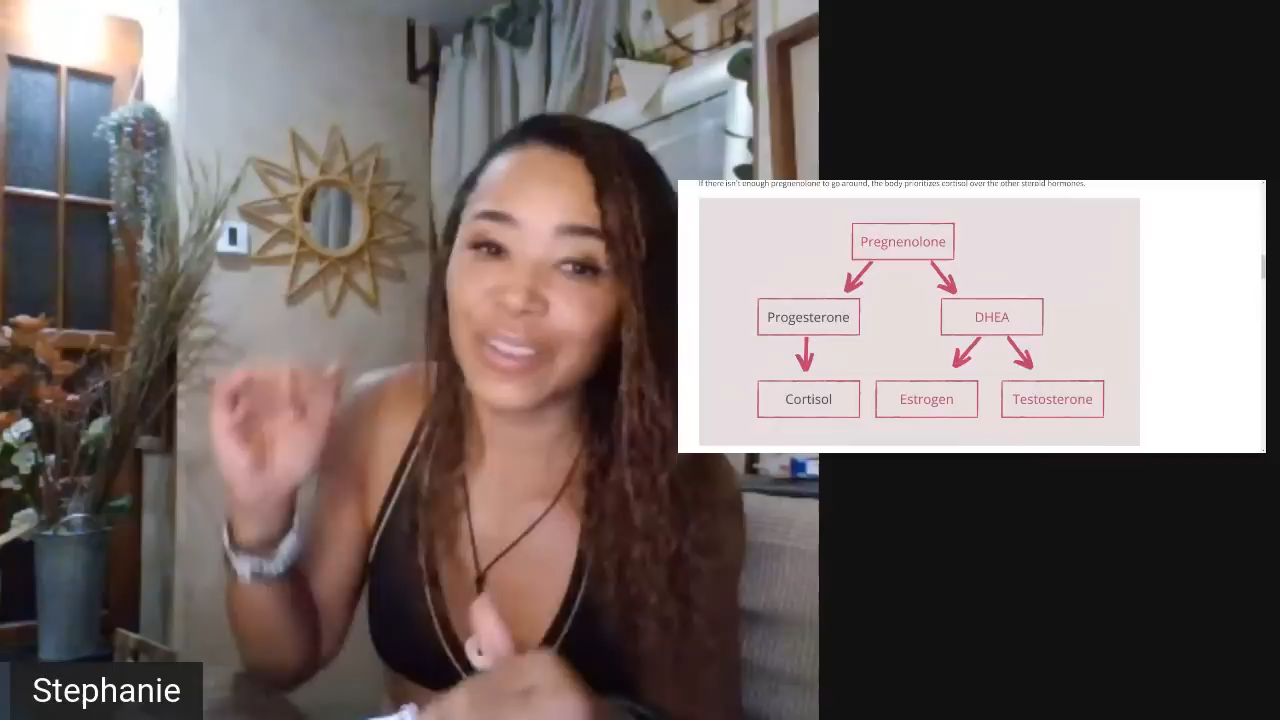 If there isn't enough pregnenolone to go around, the body prioritizes cortisol over the other steroid hormones.
Pregnenolone
Progesterone
DHEA
Cortisol
Estrogen
Testosterone
Stephanie